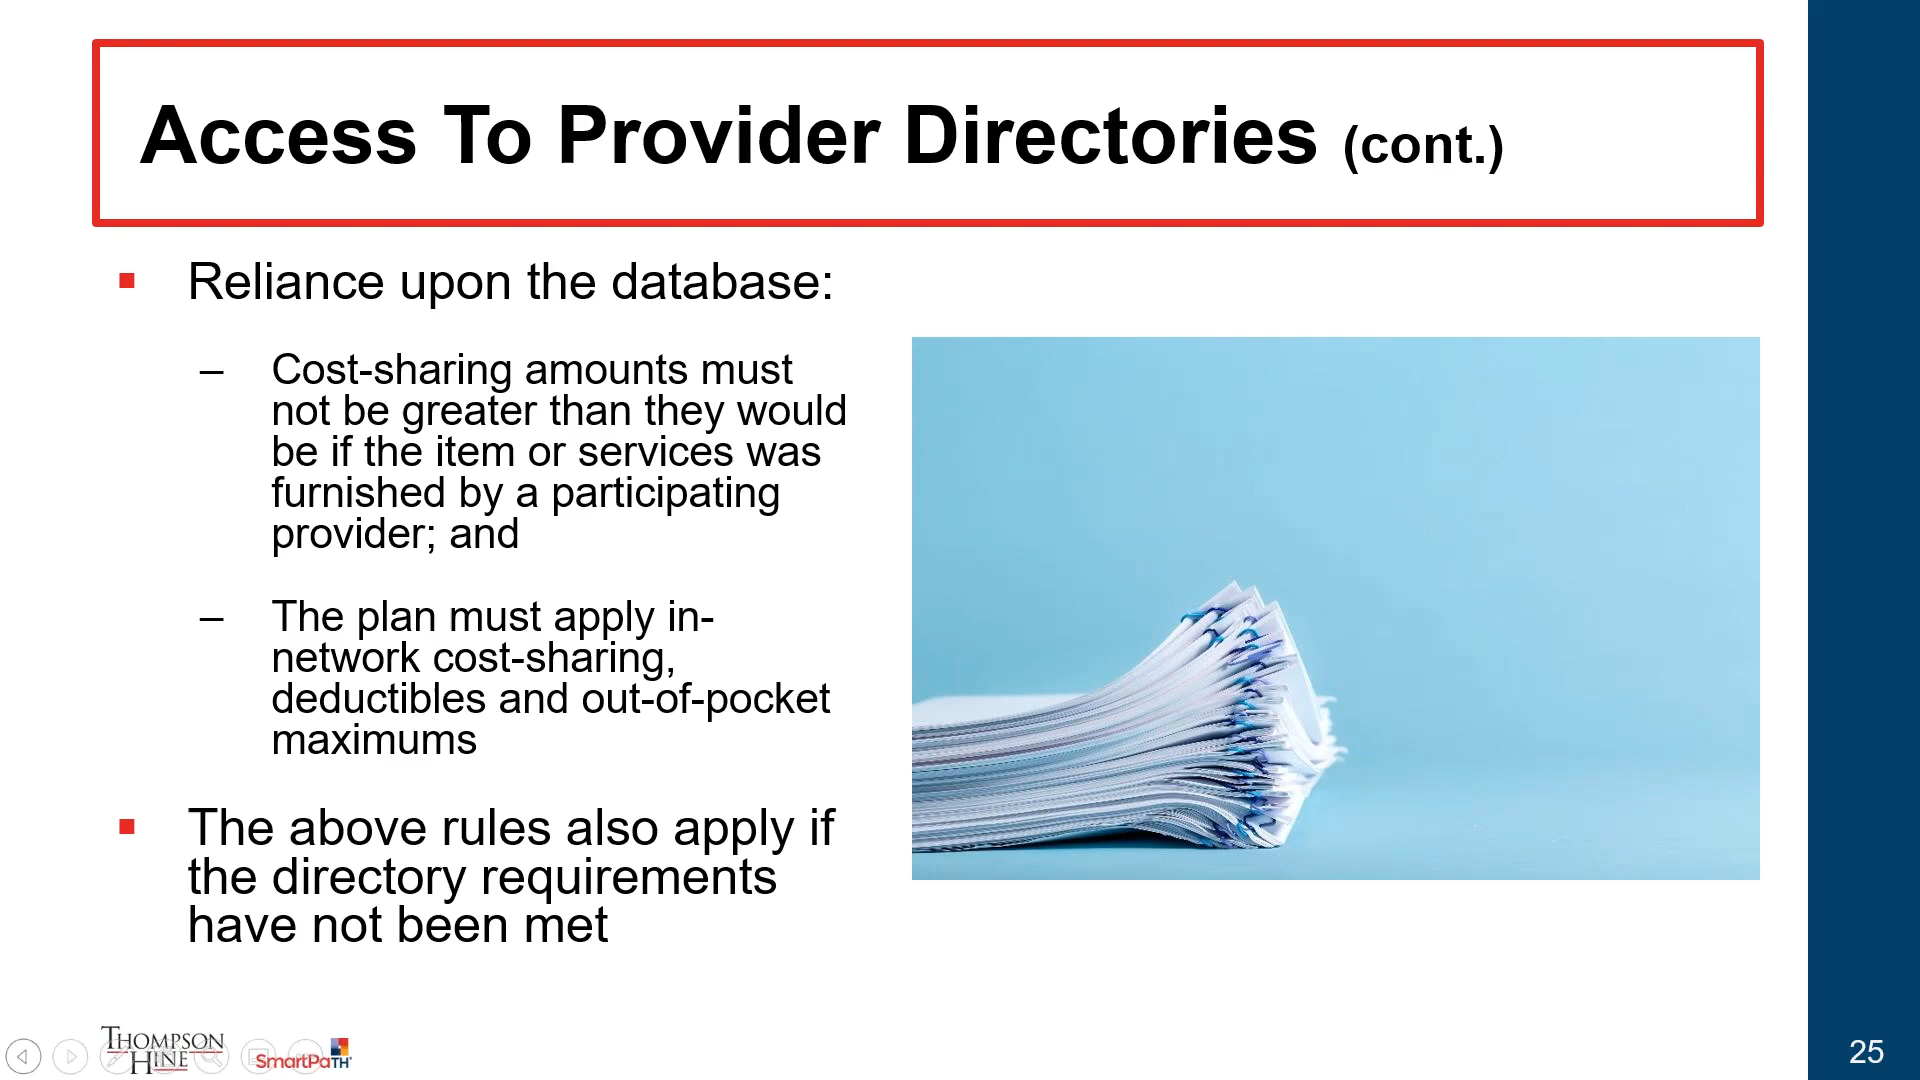 Access To Provider Directories (cont.)
▪ Reliance upon the database:
– Cost-sharing amounts must
not be greater than they would
be if the item or services was
furnished by a participating
provider; and
– The plan must apply in-
network cost-sharing,
deductibles and out-of-pocket
maximums
▪ The above rules also apply if
the directory requirements
have not been met
THOMPSON
HINE
SmartPaTH
25